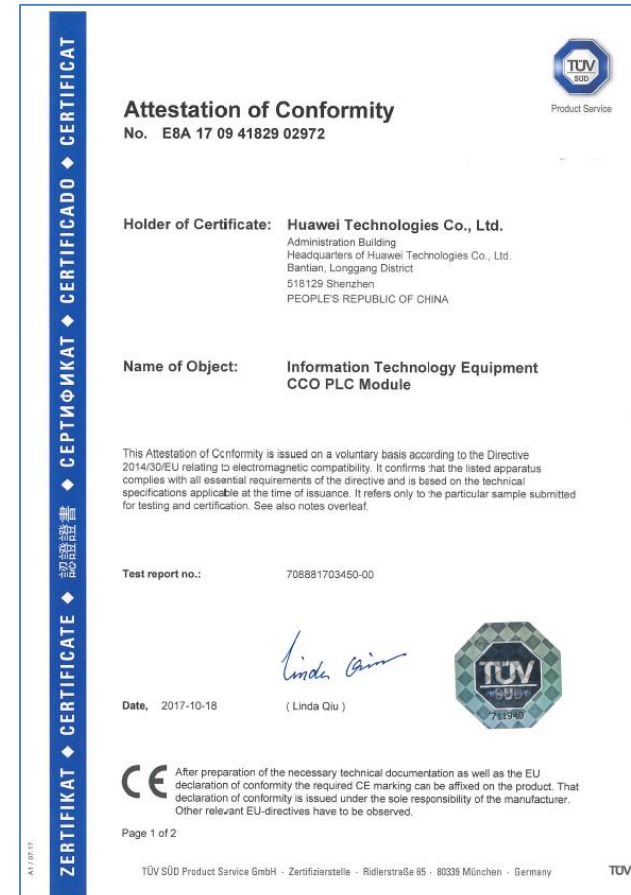 ZERTIFIKAT ◆ CERTIFICATE ◆ 認證證書 ◆ СЕРТИФИКАТ ◆ CERTIFICADO ◆ CERTIFICAT
TÜV
SÜD
Product Service
Attestation of Conformity
No. E8A 17 09 41829 02972
Holder of Certificate: Huawei Technologies Co., Ltd.
Administration Building
Headquarters of Huawei Technologies Co., Ltd.
Bantian, Longgang District
518129 Shenzhen
PEOPLE'S REPUBLIC OF CHINA
Name of Object: Information Technology Equipment
CCO PLC Module
This Attestation of Conformity is issued on a voluntary basis according to the Directive
2014/30/EU relating to electromagnetic compatibility. It confirms that the listed apparatus
complies with all essential requirements of the directive and is based on the technical
specifications applicable at the time of issuance. It refers only to the particular sample submitted
for testing and certification. See also notes overleaf.
Test report no.: 708881703450-00
Linda Qiu
TÜV
SÜD
711940
Date, 2017-10-18 ( Linda Qiu )
CE
After preparation of the necessary technical documentation as well as the EU
declaration of conformity the required CE marking can be affixed on the product. That
declaration of conformity is issued under the sole responsibility of the manufacturer.
Other relevant EU-directives have to be observed.
Page 1 of 2
A1 / 07.17
TÜV SÜD Product Service GmbH - Zertifizierstelle - Ridlerstraße 65 - 80339 München - Germany TÜV